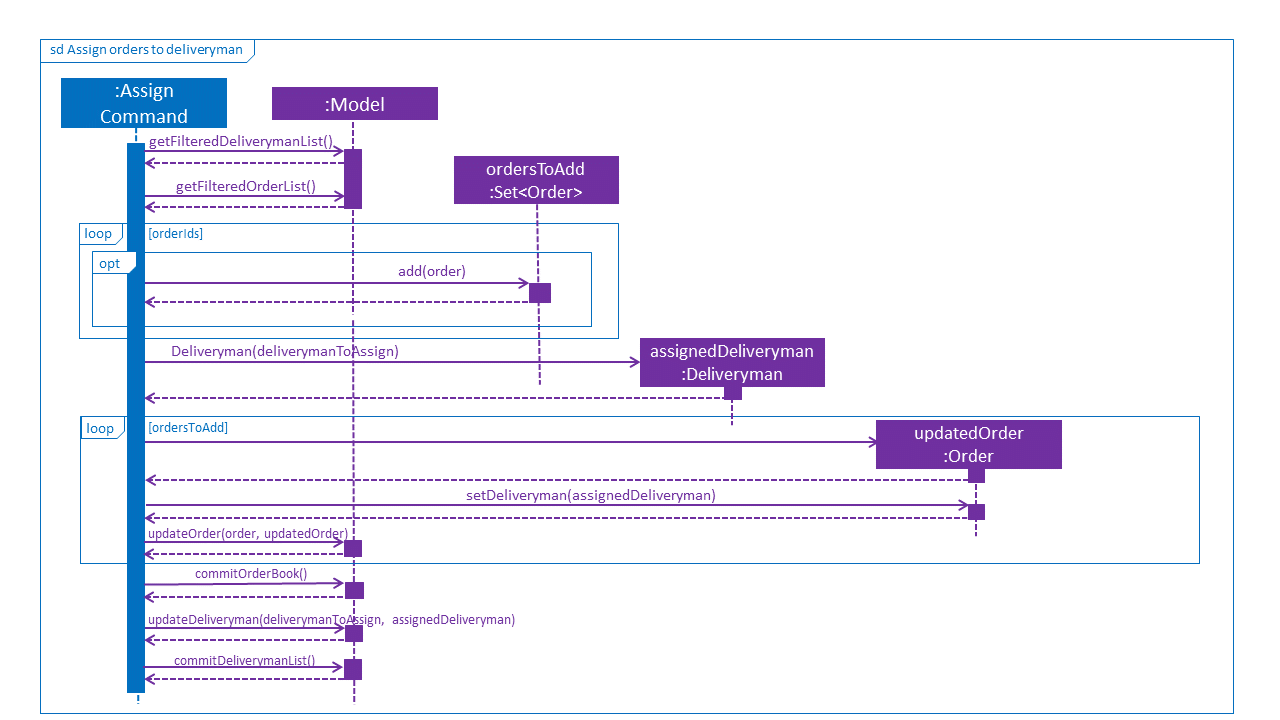 sd Assign orders to deliveryman
:Assign
Command
:Model
getFilteredDeliverymanList()
ordersToAdd
:Set<Order>
getFilteredOrderList()
loop
[orderIds]
opt
add(order)
Deliveryman(deliverymanToAssign)
assignedDeliveryman
:Deliveryman
loop
[ordersToAdd]
updatedOrder
:Order
setDeliveryman(assignedDeliveryman)
updateOrder(order, updatedOrder)
commitOrderBook()
updateDeliveryman(deliverymanToAssign, assignedDeliveryman)
commitDeliverymanList()